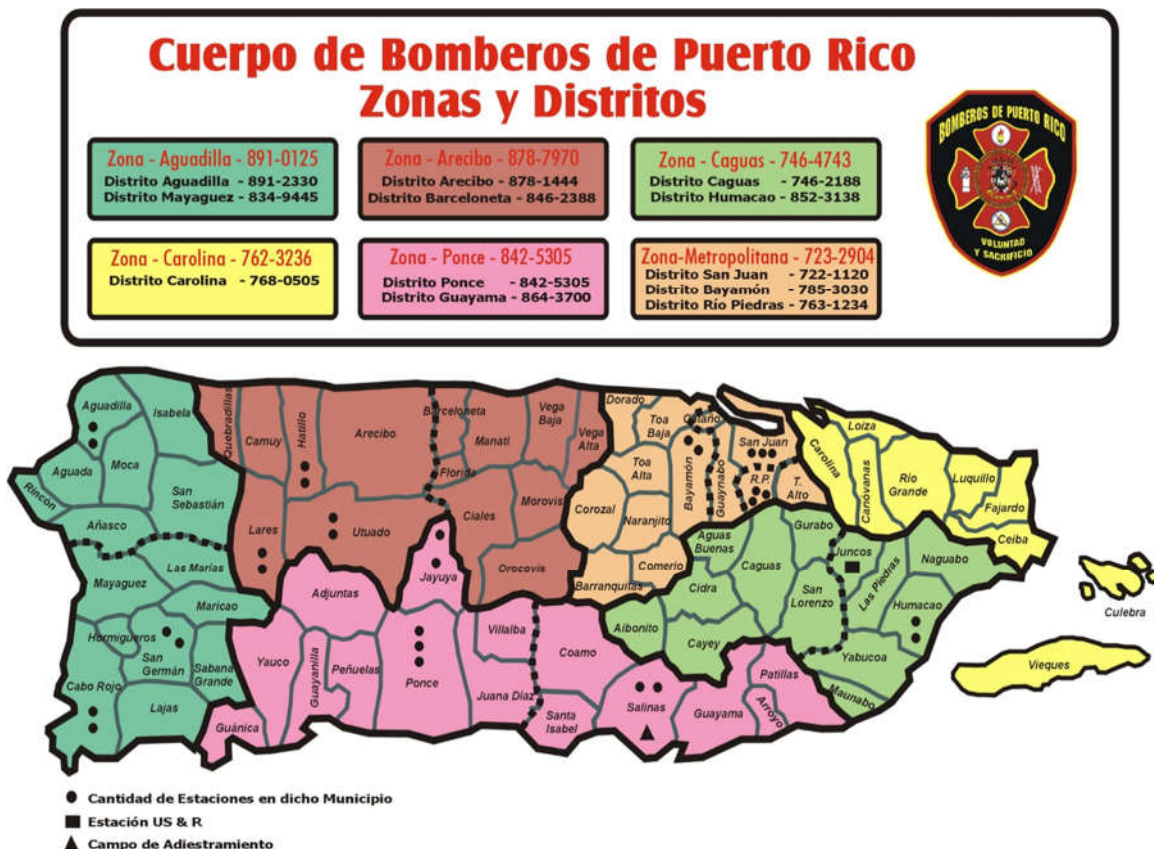 Cuerpo de Bomberos de Puerto Rico
Zonas y Distritos
Zona - Aguadilla - 891-0125
Distrito Aguadilla - 891-2330
Distrito Mayaguez - 834-9445
Zona - Arecibo - 878-7970
Distrito Arecibo - 878-1444
Distrito Barceloneta - 846-2388
Zona - Caguas - 746-4743
Distrito Caguas - 746-2188
Distrito Humacao - 852-3138
Zona - Carolina - 762-3236
Distrito Carolina - 768-0505
Zona - Ponce - 842-5305
Distrito Ponce - 842-5305
Distrito Guayama - 864-3700
Zona-Metropolitana - 723-2904
Distrito San Juan - 722-1120
Distrito Bayamón - 785-3030
Distrito Río Piedras - 763-1234
BOMBEROS DE PUERTO RICO
VOLUNTAD
Y SACRIFICIO
Aguadilla
Isabela
Aguada
Moca
Rincón
San
Sebastián
Añasco
Mayaguez
Las Marías
Maricao
Hormigueros
San
Germán
Sabana
Grande
Cabo Rojo
Lajas
Quebradillas
Camuy
Hatillo
Arecibo
Barceloneta
Manatí
Vega
Baja
Vega
Alta
Florida
Lares
Utuado
Ciales
Morovis
Orocovis
Dorado
Toa
Baja
Cataño
San Juan
R.P.
T.
Alto
Toa
Alta
Bayamón
Guaynabo
Corozal
Naranjito
Comerio
Barranquitas
Carolina
Loíza
Canóvanas
Río
Grande
Luquillo
Fajardo
Ceiba
Culebra
Vieques
Aguas
Buenas
Gurabo
Caguas
Juncos
Las Piedras
Naguabo
Cidra
San
Lorenzo
Humacao
Aibonito
Cayey
Yabucoa
Maunabo
Jayuya
Adjuntas
Villalba
Yauco
Guayanilla
Peñuelas
Ponce
Juana Díaz
Guánica
Coamo
Santa
Isabel
Salinas
Guayama
Patillas
Arroyo
Cantidad de Estaciones en dicho Municipio
Estación US & R
Campo de Adiestramento